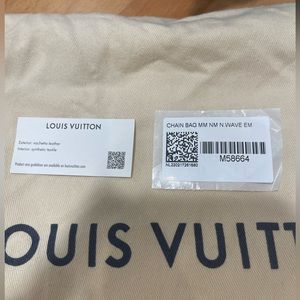 LOUIS VUITTON
Exterior: vachetta leather
Interior: synthetic textile
Product care guidelines are available on louisvuitton.com
CHAIN BAG MM NM N.WAVE EM
M58664
OUIS VUITT